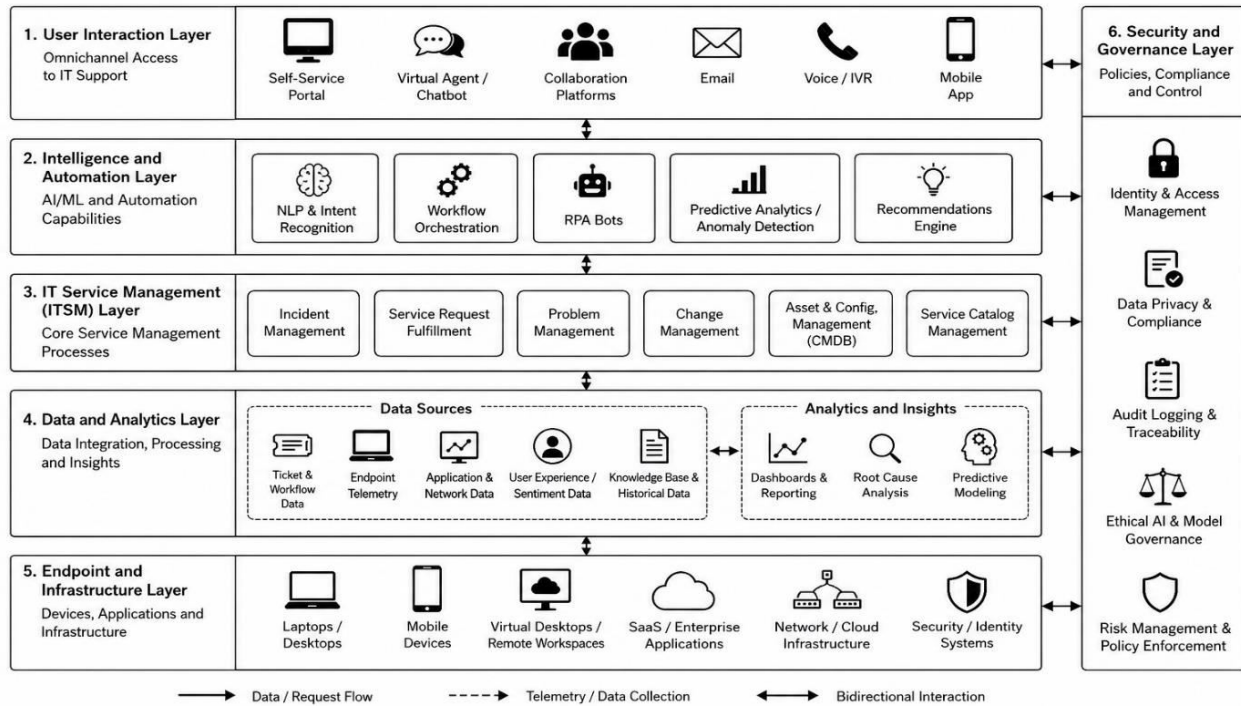 1. User Interaction Layer
Omnichannel Access
to IT Support
Self-Service
Portal
Virtual Agent /
Chatbot
Collaboration
Platforms
Email
Voice / IVR
Mobile
App
2. Intelligence and
Automation Layer
AI/ML and Automation
Capabilities
NLP & Intent
Recognition
Workflow
Orchestration
RPA Bots
Predictive Analytics /
Anomaly Detection
Recommendations
Engine
3. IT Service Management
(ITSM) Layer
Core Service Management
Processes
Incident
Management
Service Request
Fulfillment
Problem
Management
Change
Management
Asset & Config,
Management
(CMDB)
Service Catalog
Management
4. Data and Analytics Layer
Data Integration, Processing
and Insights
Data Sources
Ticket &
Workflow
Data
Endpoint
Telemetry
Application &
Network Data
User Experience /
Sentiment Data
Knowledge Base &
Historical Data
Analytics and Insights
Dashboards &
Reporting
Root Cause
Analysis
Predictive
Modeling
5. Endpoint and
Infrastructure Layer
Devices, Applications and
Infrastructure
Laptops /
Desktops
Mobile
Devices
Virtual Desktops /
Remote Workspaces
SaaS / Enterprise
Applications
Network / Cloud
Infrastructure
Security / Identity
Systems
6. Security and
Governance Layer
Policies, Compliance
and Control
Identity & Access
Management
Data Privacy &
Compliance
Audit Logging &
Traceability
Ethical AI & Model
Governance
Risk Management &
Policy Enforcement
Data / Request Flow
Telemetry / Data Collection
Bidirectional Interaction